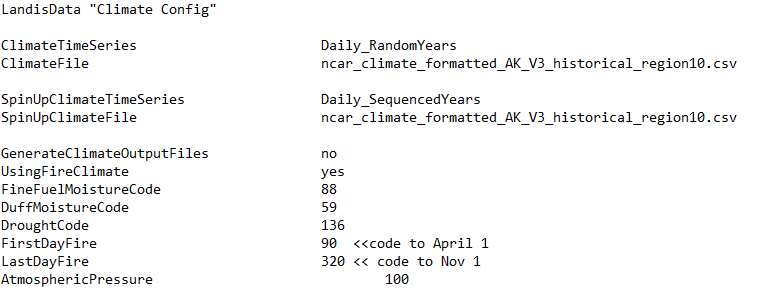 LandisData "Climate Config"
ClimateTimeSeries Daily_RandomYears
ClimateFile ncar_climate_formatted_AK_V3_historical_region10.csv
SpinUpClimateTimeSeries Daily_SequencedYears
SpinUpClimateFile ncar_climate_formatted_AK_V3_historical_region10.csv
GenerateClimateOutputFiles no
UsingFireClimate yes
FineFuelMoistureCode 88
DuffMoistureCode 59
DroughtCode 136
FirstDayFire 90 <<code to April 1
LastDayFire 320 << code to Nov 1
AtmosphericPressure 100